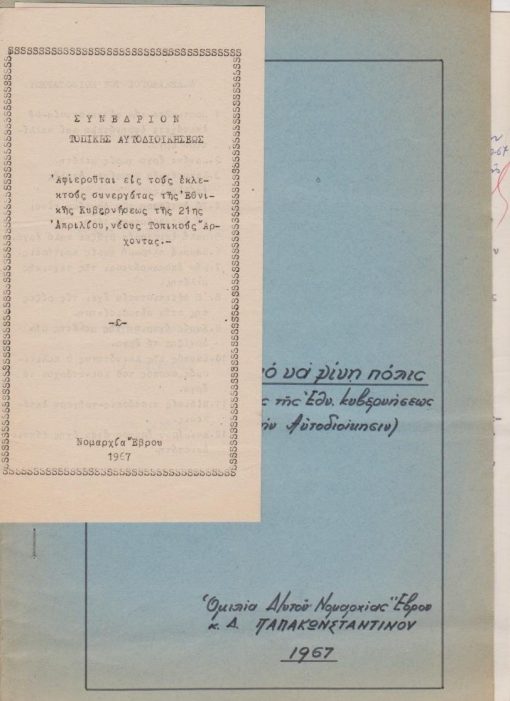 ΣΥΝΕΔΡΙΟΝ
ΤΟΠΙΚΗΣ ΑΥΤΟΔΙΟΙΚΗΣΕΩΣ
Ἀφιεροῦται εἰς τούς ἐκλε-
κτούς συνεργάτας τῆς Ἐθνι-
κῆς Κυβερνήσεως τῆς 21ης
Ἀπριλίου, νέους Τοπικούς Ἄρ-
χοντας.-
Νομαρχία Ἕβρου
1967
νά γίνῃ πόλις
τῆς Ἐθν. κυβερνήσεως
Αὐτοδιοίκησιν)
Ὁμιλία Δ/ντοῦ Νομαρχίας Ἕβρου
κ. Δ. ΠΑΠΑΚΩΝΣΤΑΝΤΙΝΟΥ
1967